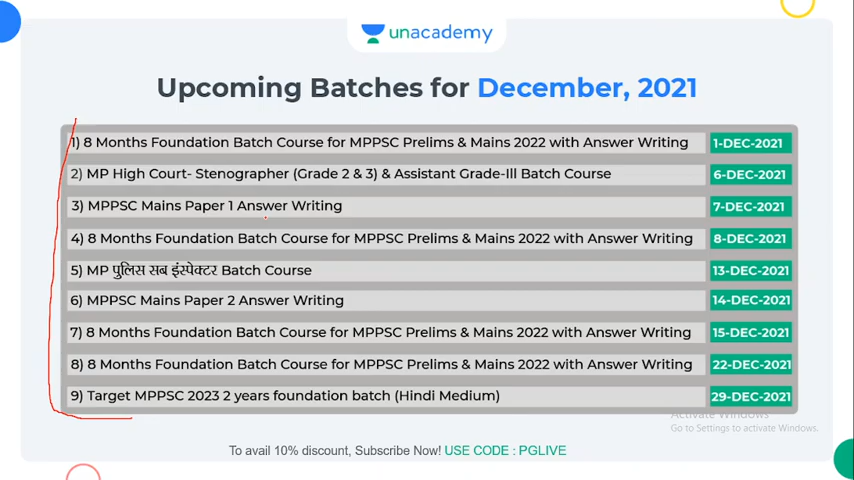 unacademy
Upcoming Batches for December, 2021
1) 8 Months Foundation Batch Course for MPPSC Prelims & Mains 2022 with Answer Writing 1-DEC-2021
2) MP High Court- Stenographer (Grade 2 & 3) & Assistant Grade-lll Batch Course 6-DEC-2021
3) MPPSC Mains Paper 1 Answer Writing 7-DEC-2021
4) 8 Months Foundation Batch Course for MPPSC Prelims & Mains 2022 with Answer Writing 8-DEC-2021
5) MP पुलिस सब इंस्पेक्टर Batch Course 13-DEC-2021
6) MPPSC Mains Paper 2 Answer Writing 14-DEC-2021
7) 8 Months Foundation Batch Course for MPPSC Prelims & Mains 2022 with Answer Writing 15-DEC-2021
8) 8 Months Foundation Batch Course for MPPSC Prelims & Mains 2022 with Answer Writing 22-DEC-2021
9) Target MPPSC 2023 2 years foundation batch (Hindi Medium) 29-DEC-2021
Activate Windows
Go to Settings to activate Windows.
To avail 10% discount, Subscribe Now! USE CODE : PGLIVE